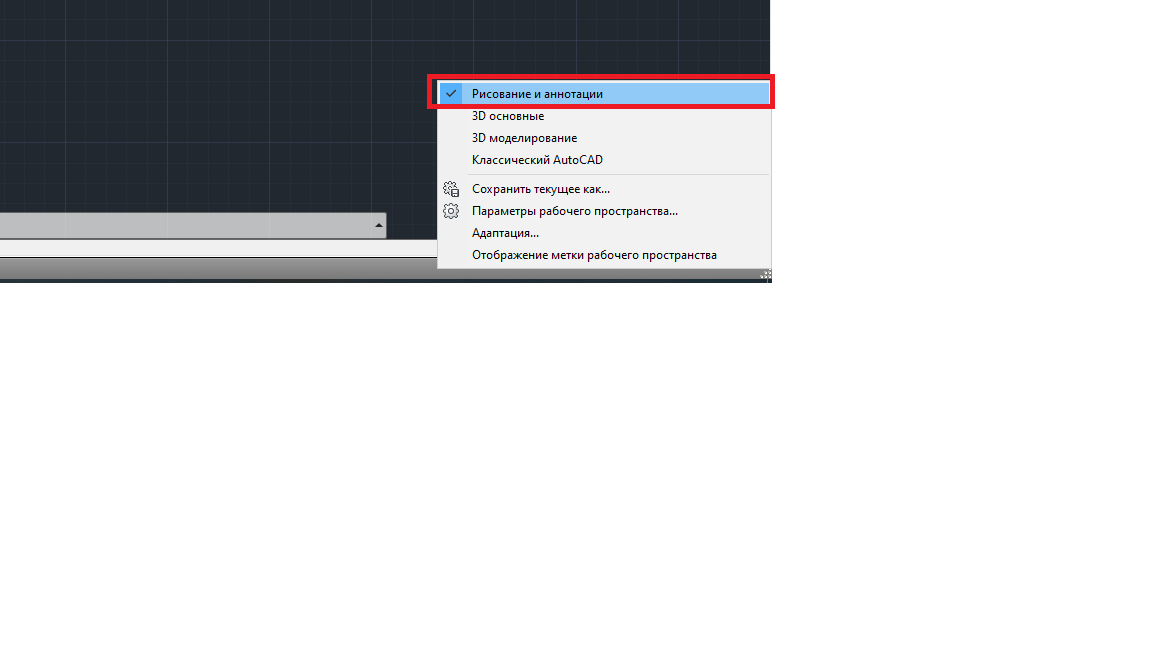 Рисование и аннотации
3D основные
3D моделирование
Классический AutoCAD
Сохранить текущее как...
Параметры рабочего пространства...
Адаптация...
Отображение метки рабочего пространства